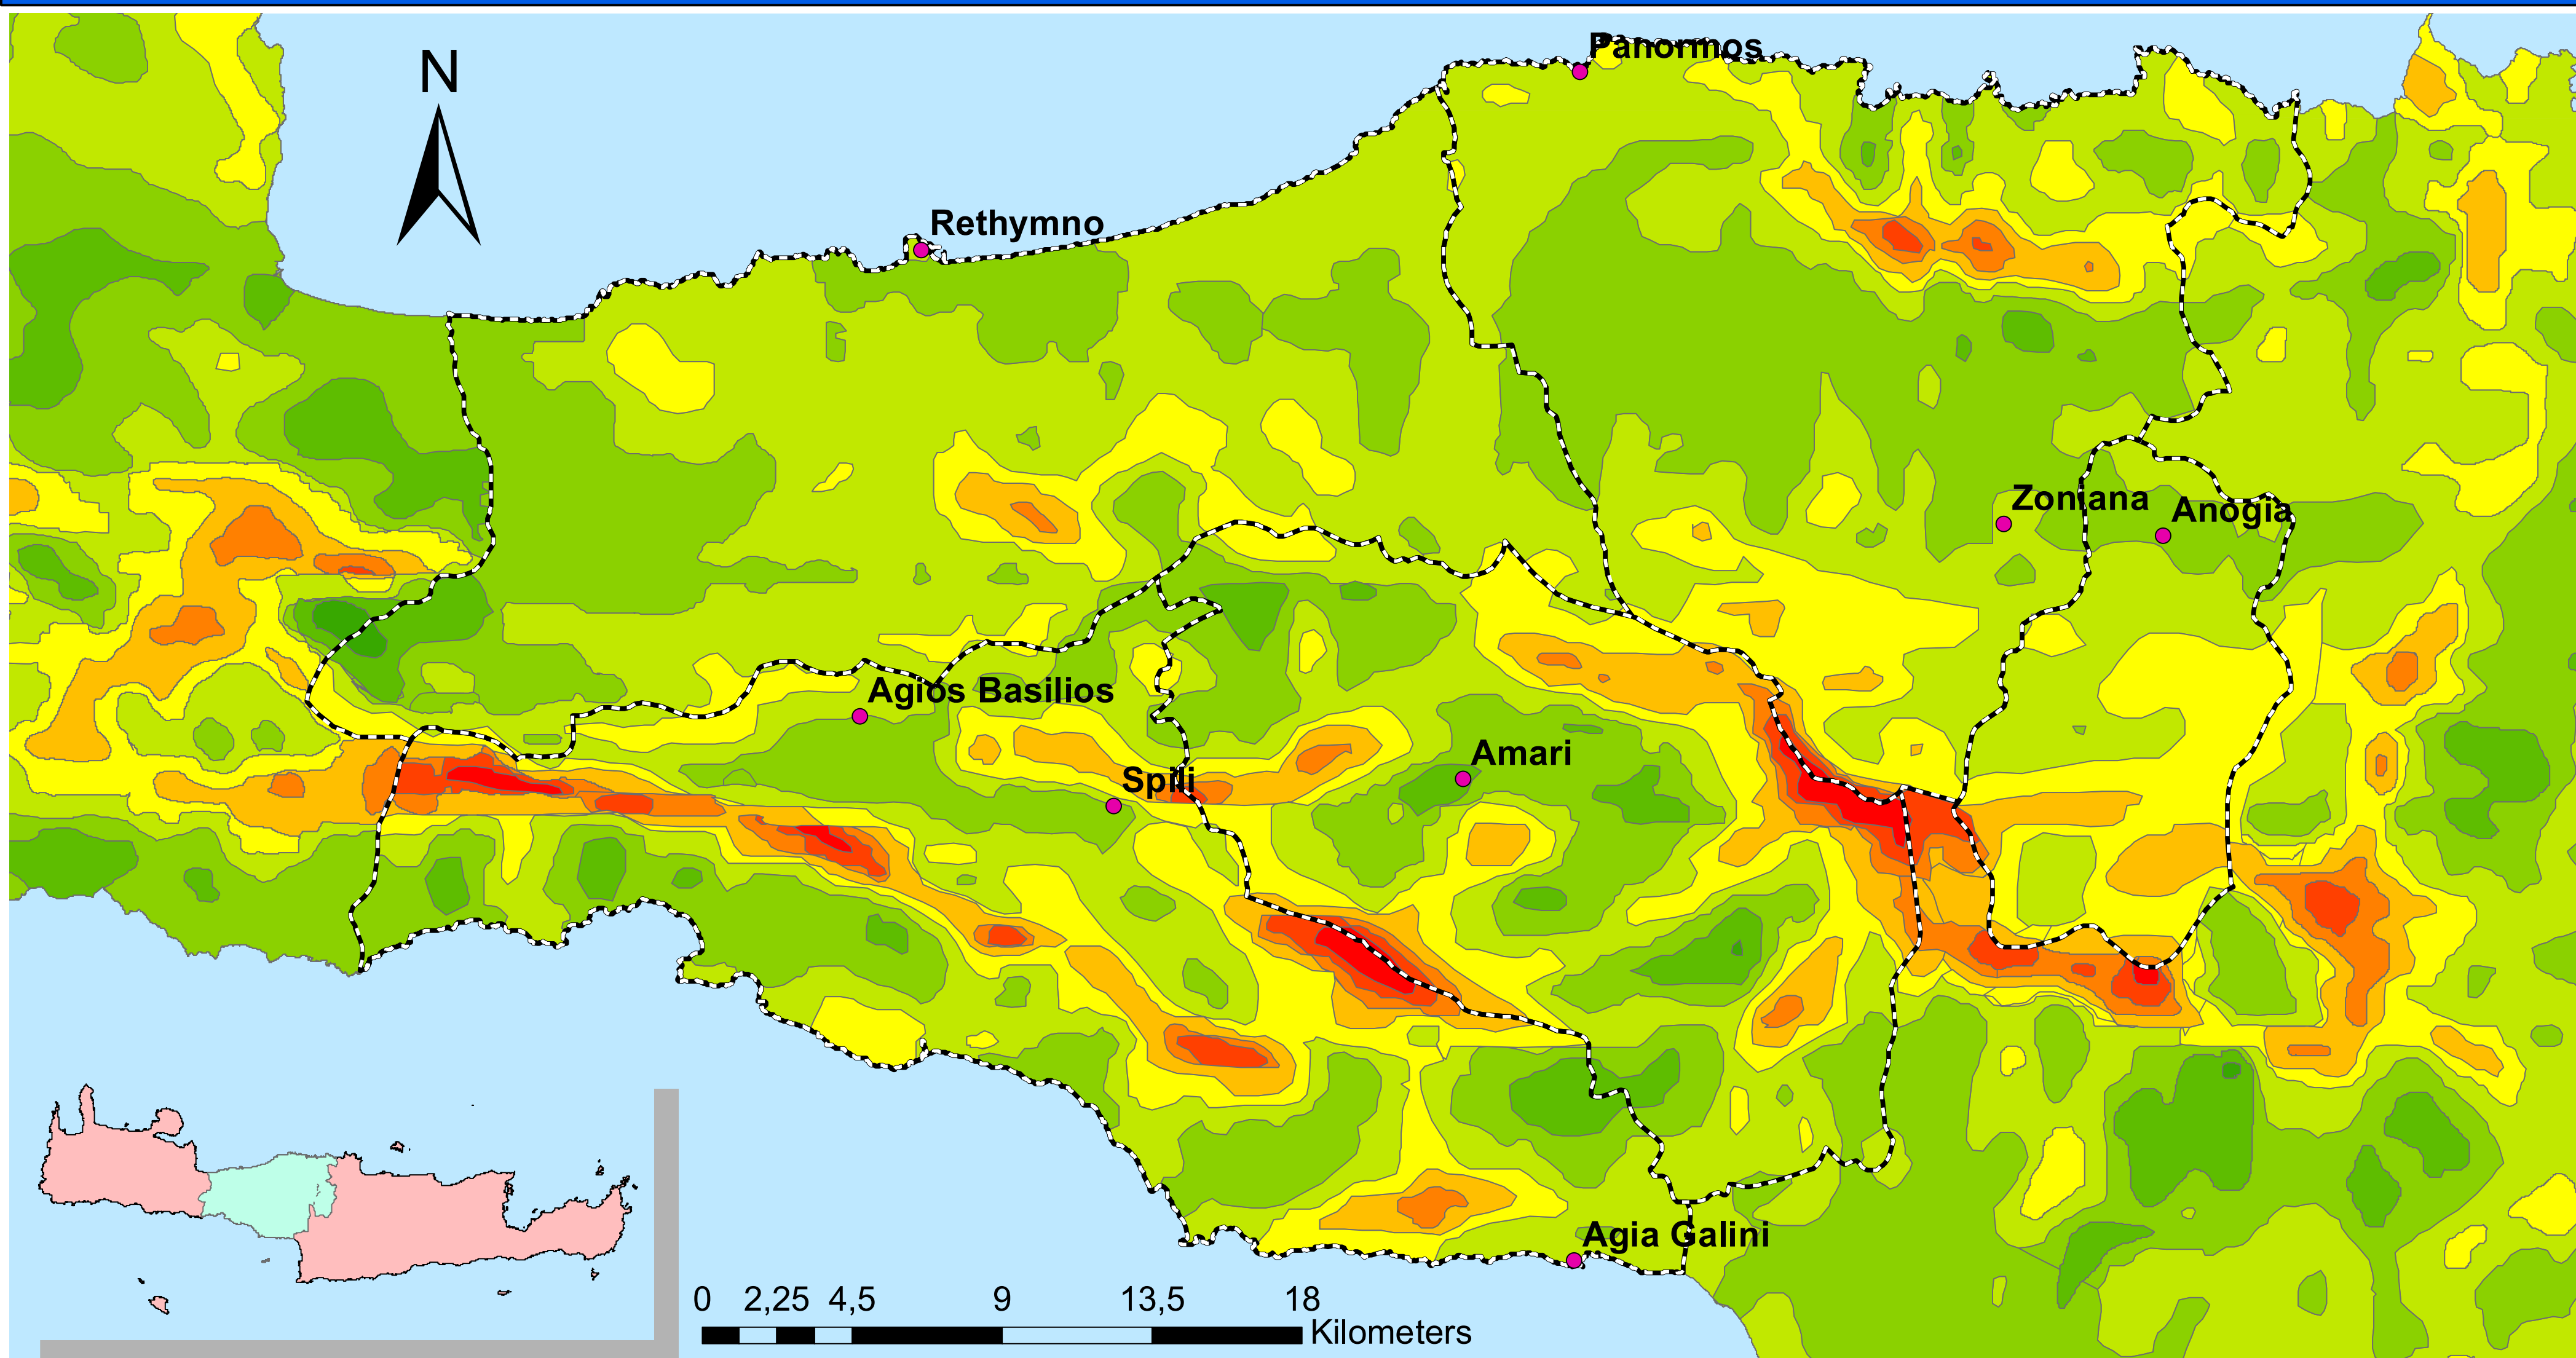 Panormos
N
Rethymno
Zoniana
Anogia
Agios Basilios
Amari
Spili
Agia Galini
0 2,25 4,5 9 13,5 18
Kilometers